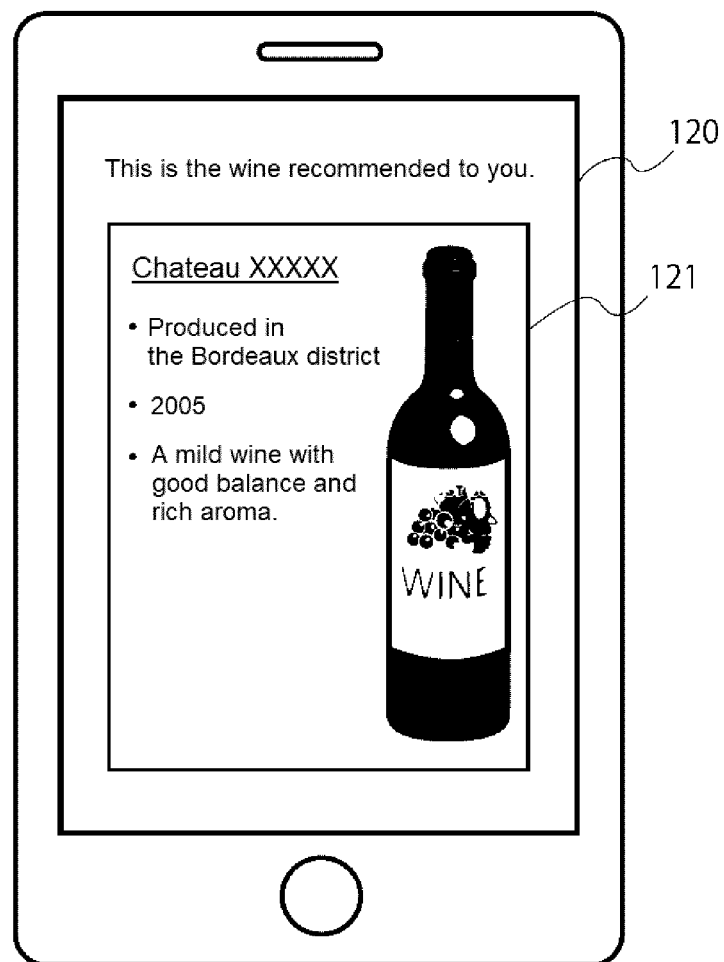 This is the wine recommended to you.
120
121
Chateau XXXXX
• Produced in
the Bordeaux district
• 2005
• A mild wine with
good balance and
rich aroma.
WINE